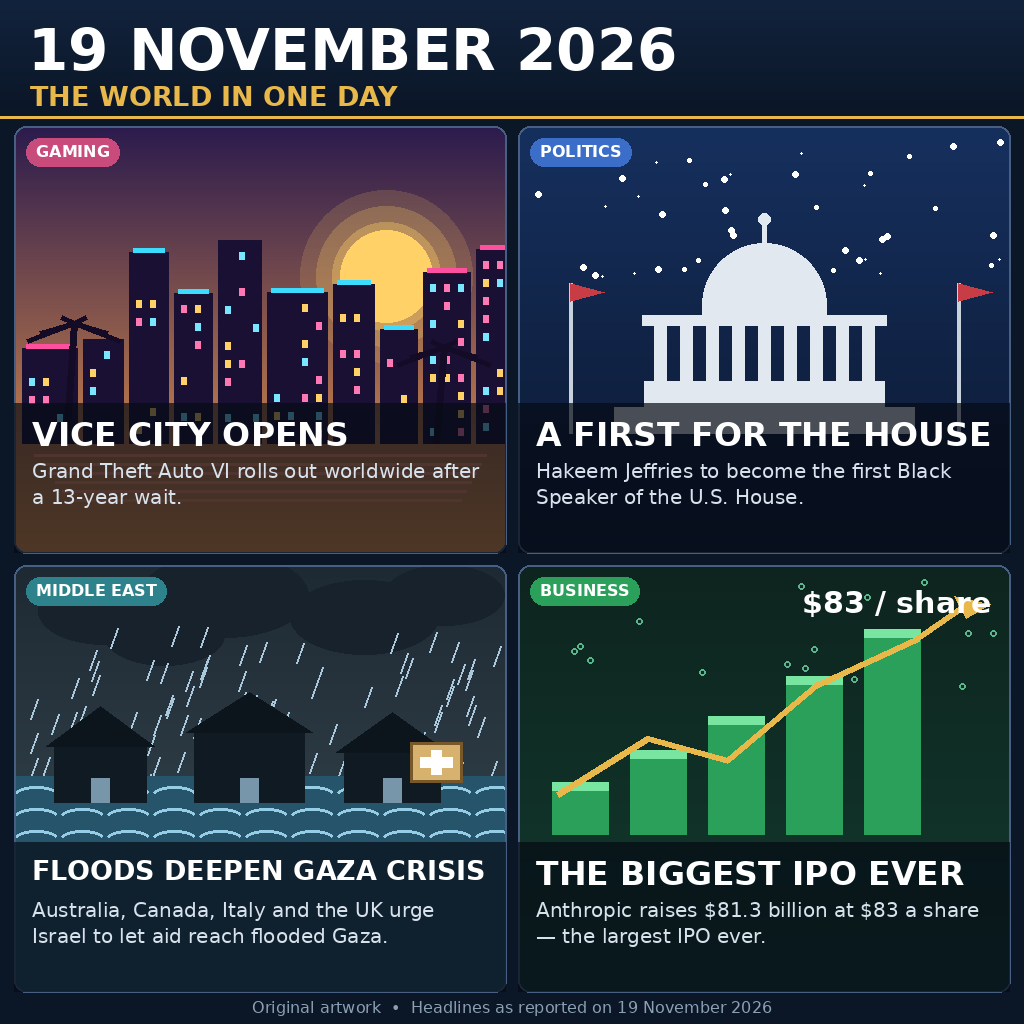 19 NOVEMBER 2026
THE WORLD IN ONE DAY
GAMING
VICE CITY OPENS
Grand Theft Auto VI rolls out worldwide after
a 13-year wait.
POLITICS
A FIRST FOR THE HOUSE
Hakeem Jeffries to become the first Black
Speaker of the U.S. House.
MIDDLE EAST
FLOODS DEEPEN GAZA CRISIS
Australia, Canada, Italy and the UK urge
Israel to let aid reach flooded Gaza.
BUSINESS
$83 / share
THE BIGGEST IPO EVER
Anthropic raises $81.3 billion at $83 a share
— the largest IPO ever.
Original artwork • Headlines as reported on 19 November 2026